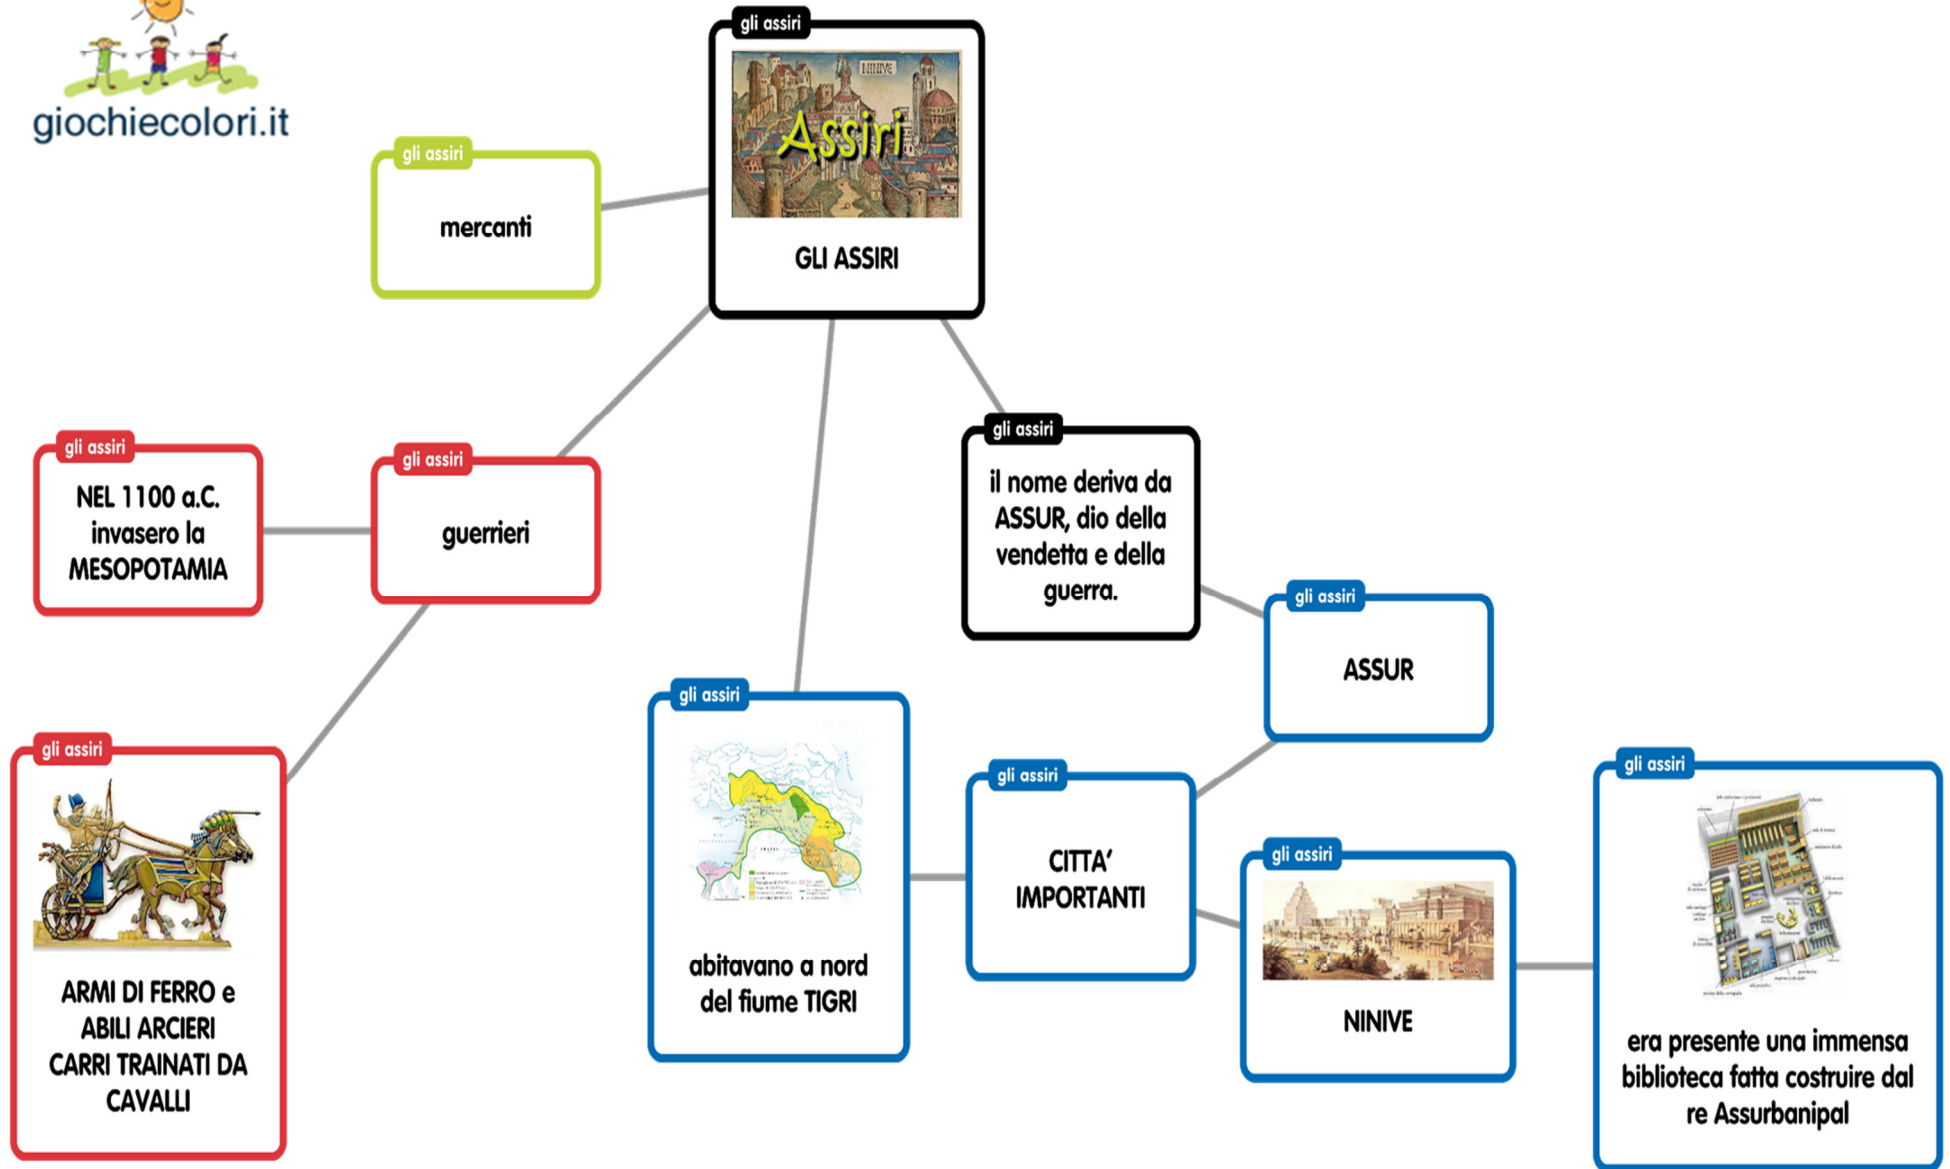 giochiecolori.it
gli assiri
NINIVE
Assiri
GLI ASSIRI
gli assiri
mercanti
gli assiri
guerrieri
gli assiri
NEL 1100 a.C.
invasero la
MESOPOTAMIA
gli assiri
ARMI DI FERRO e
ABILI ARCIERI
CARRI TRAINATI DA
CAVALLI
gli assiri
il nome deriva da
ASSUR, dio della
vendetta e della
guerra.
gli assiri
ASSUR
gli assiri
abitavano a nord
del fiume TIGRI
gli assiri
CITTA'
IMPORTANTI
gli assiri
NINIVE
gli assiri
era presente una immensa
biblioteca fatta costruire dal
re Assurbanipal